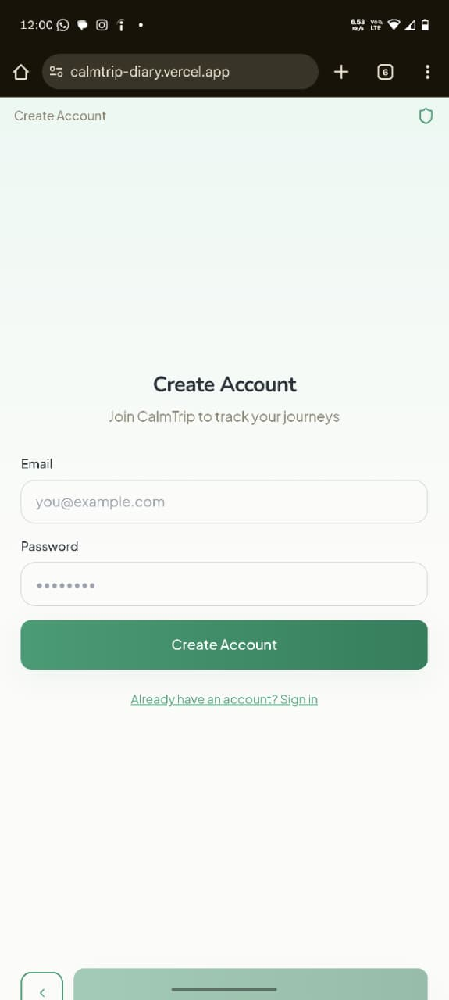 12:00
6.53 KB/s
Vo
LTE
calmtrip-diary.vercel.app
6
Create Account
Create Account
Join CalmTrip to track your journeys
Email
you@example.com
Password
Create Account
Already have an account? Sign in